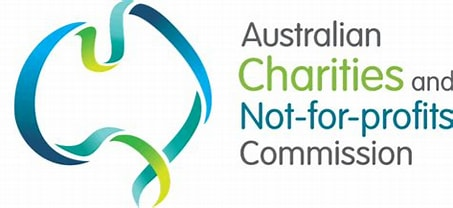 Australian
Charities and
Not-for-profits
Commission